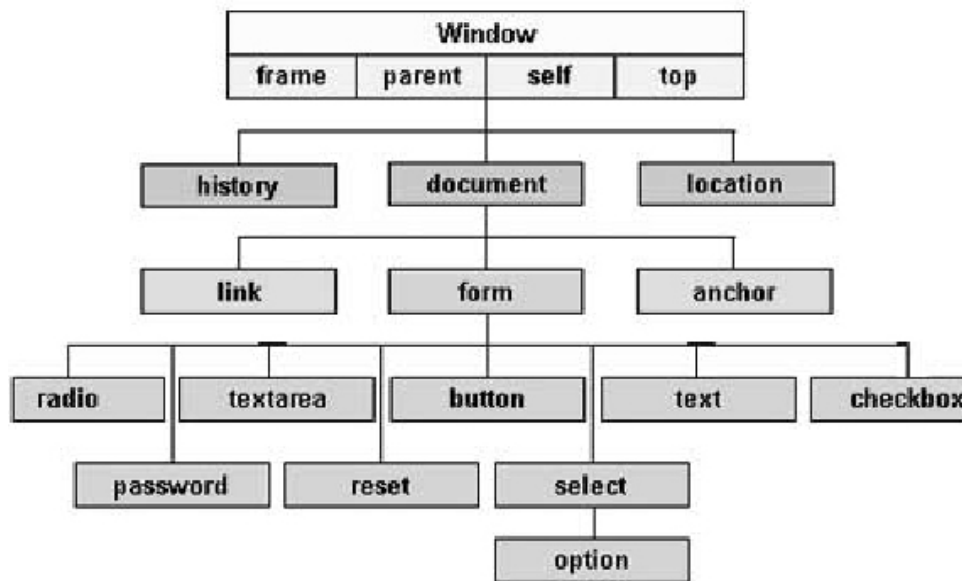 Window
frame parent self top
history document location
link form anchor
radio textarea button text checkbox
password reset select
option